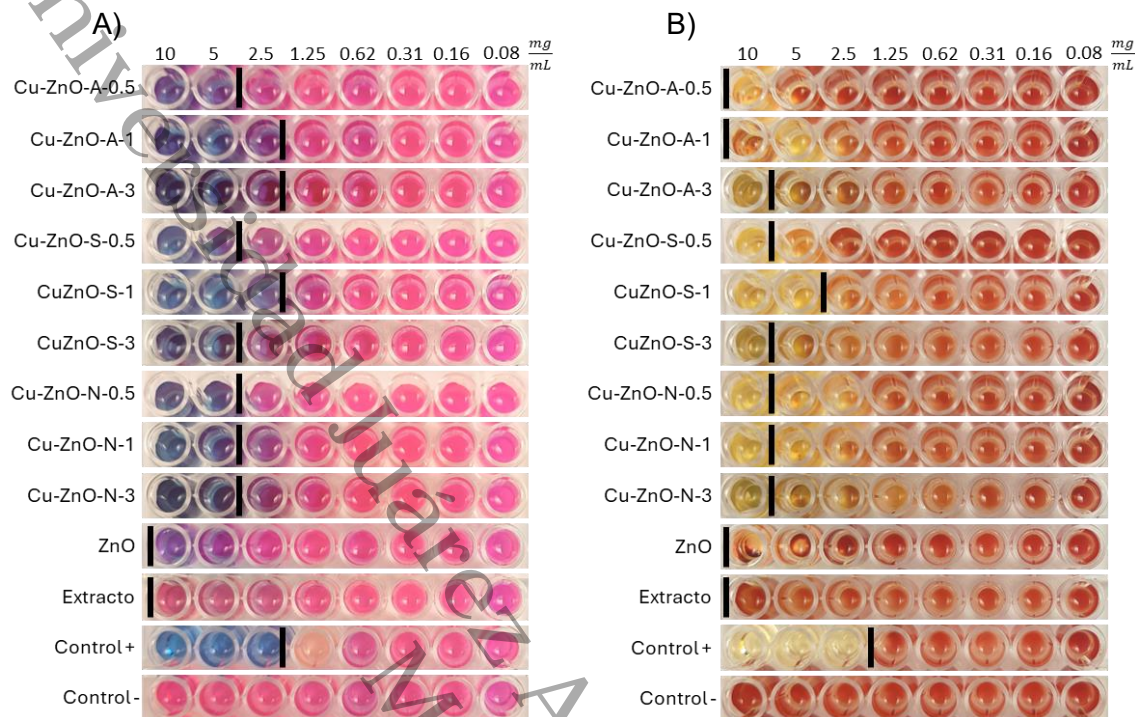 A)
10 5 2.5 1.25 0.62 0.31 0.16 0.08 mg/mL
Cu-ZnO-A-0.5
Cu-ZnO-A-1
Cu-ZnO-A-3
Cu-ZnO-S-0.5
CuZnO-S-1
CuZnO-S-3
Cu-ZnO-N-0.5
Cu-ZnO-N-1
Cu-ZnO-N-3
ZnO
Extracto
Control+
Control-
B)
10 5 2.5 1.25 0.62 0.31 0.16 0.08 mg/mL
Cu-ZnO-A-0.5
Cu-ZnO-A-1
Cu-ZnO-A-3
Cu-ZnO-S-0.5
CuZnO-S-1
CuZnO-S-3
Cu-ZnO-N-0.5
Cu-ZnO-N-1
Cu-ZnO-N-3
ZnO
Extracto
Control+
Control-
niversidad Juárez A
M